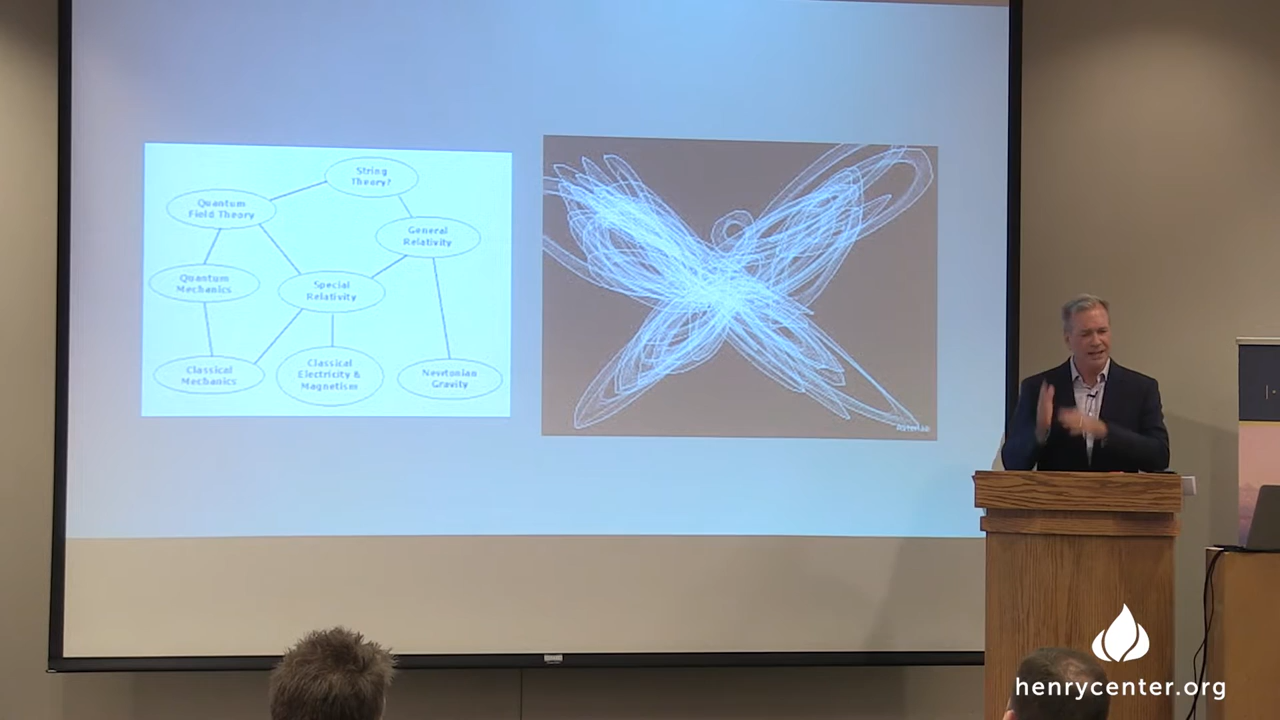 String
Theory?
Quantum
Field Theory
General
Relativity
Quantum
Mechanics
Special
Relativity
Classical
Mechanics
Classical
Electricity &
Magnetism
Newtonian
Gravity
henrycenter.org